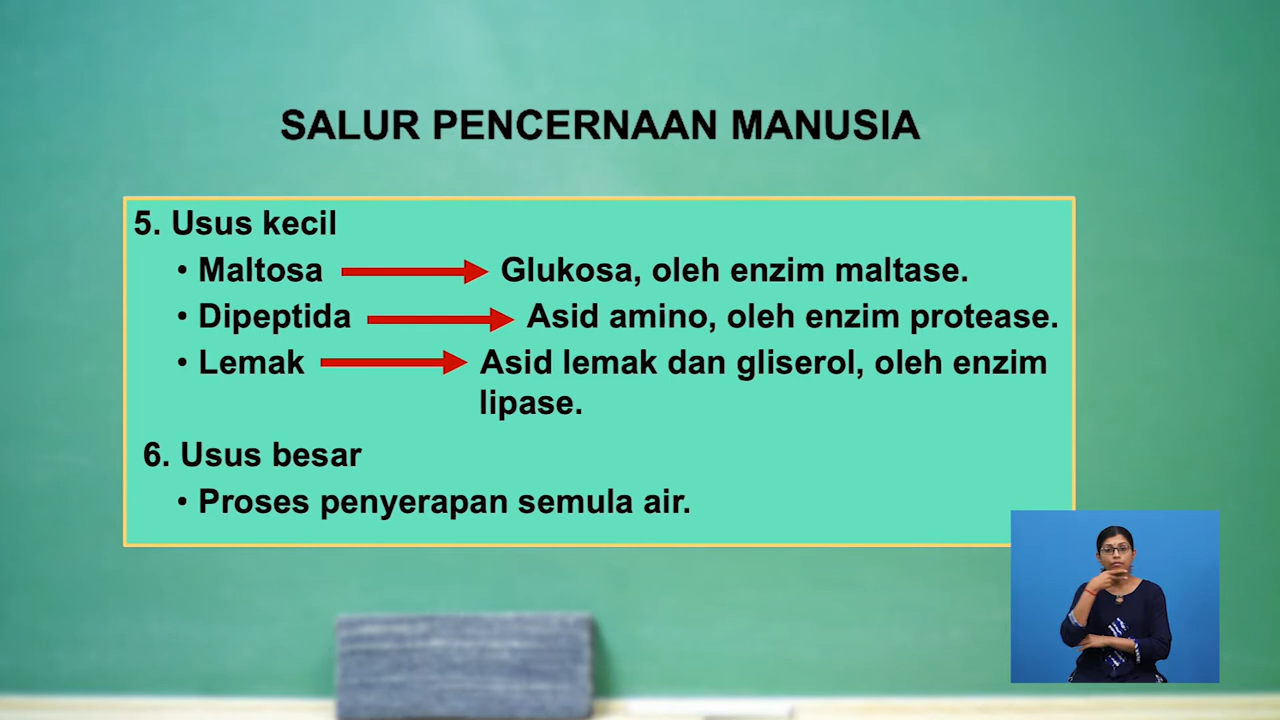 SALUR PENCERNAAN MANUSIA
5. Usus kecil
• Maltosa → Glukosa, oleh enzim maltase.
• Dipeptida → Asid amino, oleh enzim protease.
• Lemak → Asid lemak dan gliserol, oleh enzim
lipase.
6. Usus besar
• Proses penyerapan semula air.